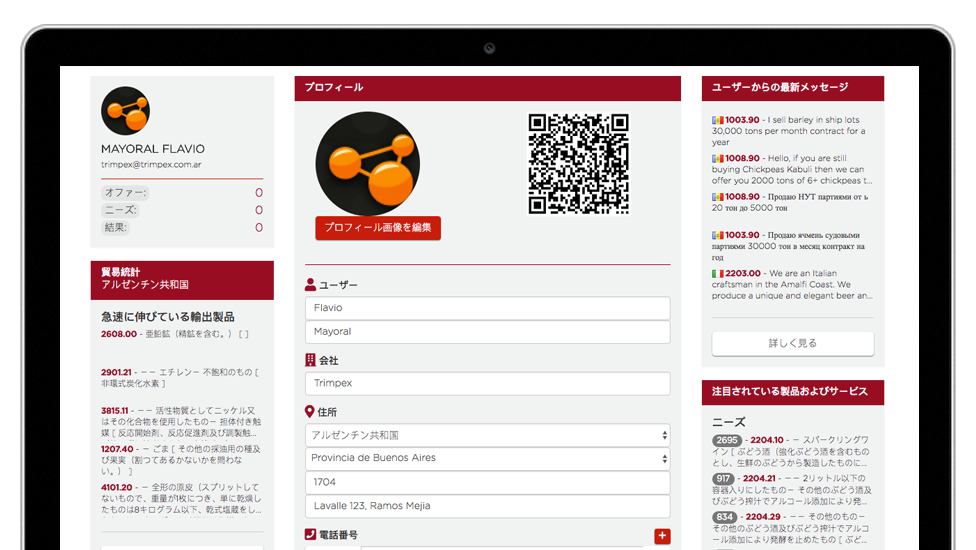 MAYORAL FLAVIO
trimpex@trimpex.com.ar
オファー: 0
ニーズ: 0
結果: 0
貿易統計
アルゼンチン共和国
急速に伸びている輸出製品
2608.00 - 亜鉛鉱（精鉱を含む。） [ ]
2901.21 - －－ エチレン－ 不飽和のもの [
非環式炭化水素 ]
3815.11 - －－ 活性物質としてニッケル又
はその化合物を使用したもの－ 担体付き触
媒 [ 反応開始剤、反応促進剤及び調製触...
1207.40 - － ごま [ その他の採油用の種及
び果実（割つてあるかないかを問わな
い。） ]
4101.20 - － 全形の原皮（スプリットして
ないもので、重量が1枚につき、単に乾燥し
たものは8キログラム以下、乾式塩蔵をし...
プロフィール
プロフィール画像を編集
ユーザー
Flavio
Mayoral
会社
Trimpex
住所
アルゼンチン共和国
Provincia de Buenos Aires
1704
Lavalle 123, Ramos Mejia
電話番号
+
ユーザーからの最新メッセージ
1003.90 - I sell barley in ship lots
30,000 tons per month contract for a
year
1008.90 - Hello, if you are still
buying Chickpeas Kabuli then we can
offer you 2000 tons of 6+ chickpeas t...
1008.90 - Продаю НУТ партиями от ь
20 тон до 5000 тон
1003.90 - Продаю ячмень судовыми
партиями 30000 тон в месяц контракт на
год
2203.00 - We are an Italian
craftsman in the Amalfi Coast. We
produce a unique and elegant beer an...
詳しく見る
注目されている製品およびサービス
ニーズ
2695 - 2204.10 - － スパークリングワ
イン [ ぶどう酒（強化ぶどう酒を含むもの
とし、生鮮のぶどうから製造したものに...
917 - 2204.21 - －－ 2リットル以下の
容器入りにしたもの－ その他のぶどう酒及
びぶどう搾汁でアルコール添加により発...
834 - 2204.29 - －－ その他のもの－
その他のぶどう酒及びぶどう搾汁でアルコ
ール添加により発酵を止めたもの [ ぶど...